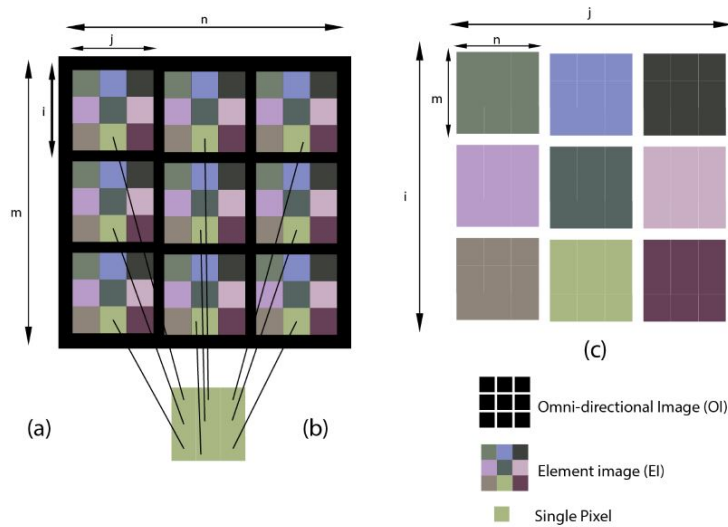 n
j
i
m
(a)
(b)
j
n
m
i
(c)
Omni-directional Image (OI)
Element image (EI)
Single Pixel